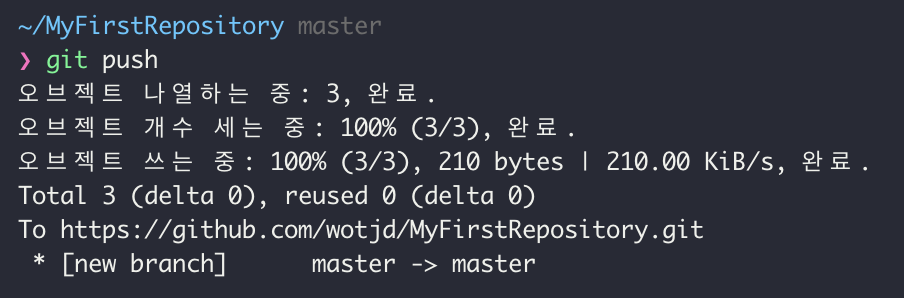 ~/MyFirstRepository master
❯ git push
오브젝트 나열하는 중: 3, 완료.
오브젝트 개수 세는 중: 100% (3/3), 완료.
오브젝트 쓰는 중: 100% (3/3), 210 bytes | 210.00 KiB/s, 완료.
Total 3 (delta 0), reused 0 (delta 0)
To https://github.com/wotjd/MyFirstRepository.git
 * [new branch]      master -> master